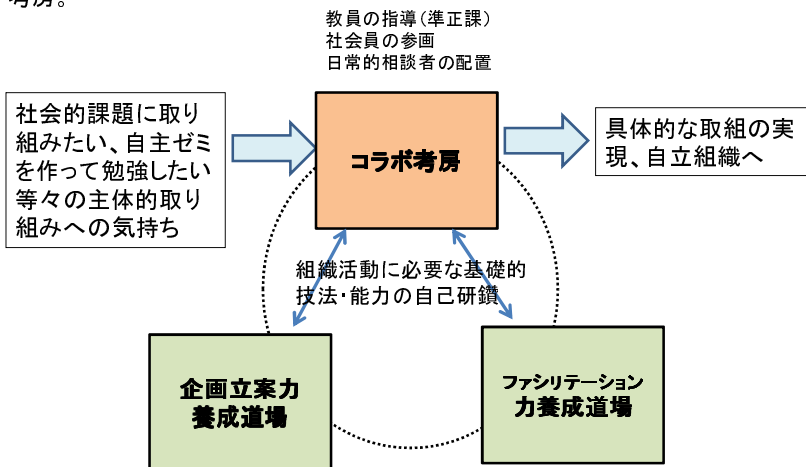 考房。
教員の指導(準正課)
社会員の参画
日常的相談者の配置
社会的課題に取り
組みたい、自主ゼミ
を作って勉強したい
等々の主体的取り
組みへの気持ち
コラボ考房
具体的な取組の実
現、自立組織へ
組織活動に必要な基礎的
技法・能力の自己研鑽
企画立案力
養成道場
ファシリテーション
力養成道場